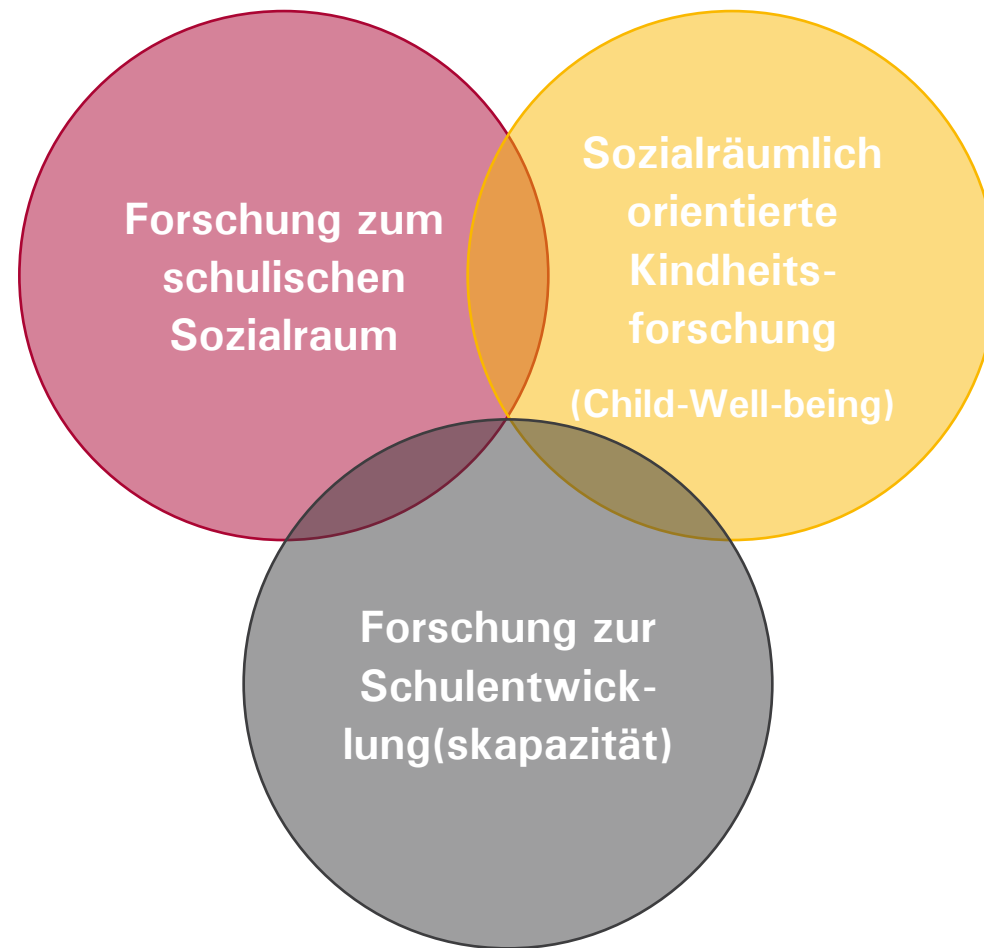 Forschung zum
schulischen
Sozialraum
Sozialräumlich
orientierte
Kindheits-
forschung
(Child-Well-being)
Forschung zur
Schulentwick-
lung(skapazität)